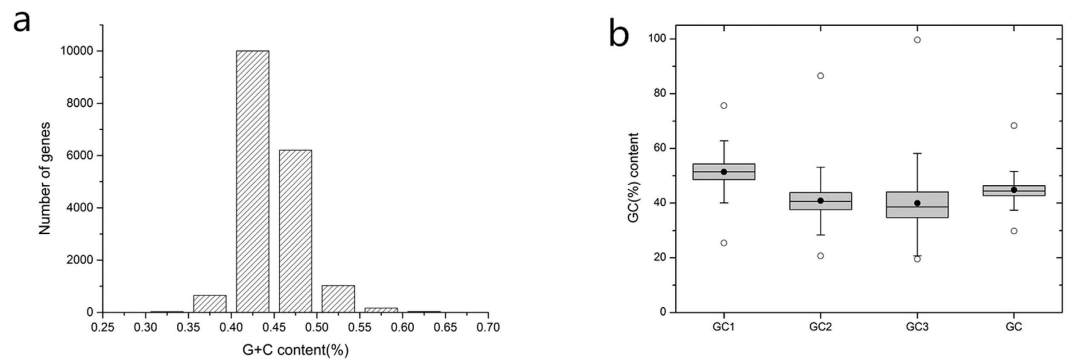 a
Number of genes
10000
8000
6000
4000
2000
0
0.25 0.30 0.35 0.40 0.45 0.50 0.55 0.60 0.65 0.70
G+C content(%)
b
GC(%) content
100
80
60
40
20
0
GC1 GC2 GC3 GC